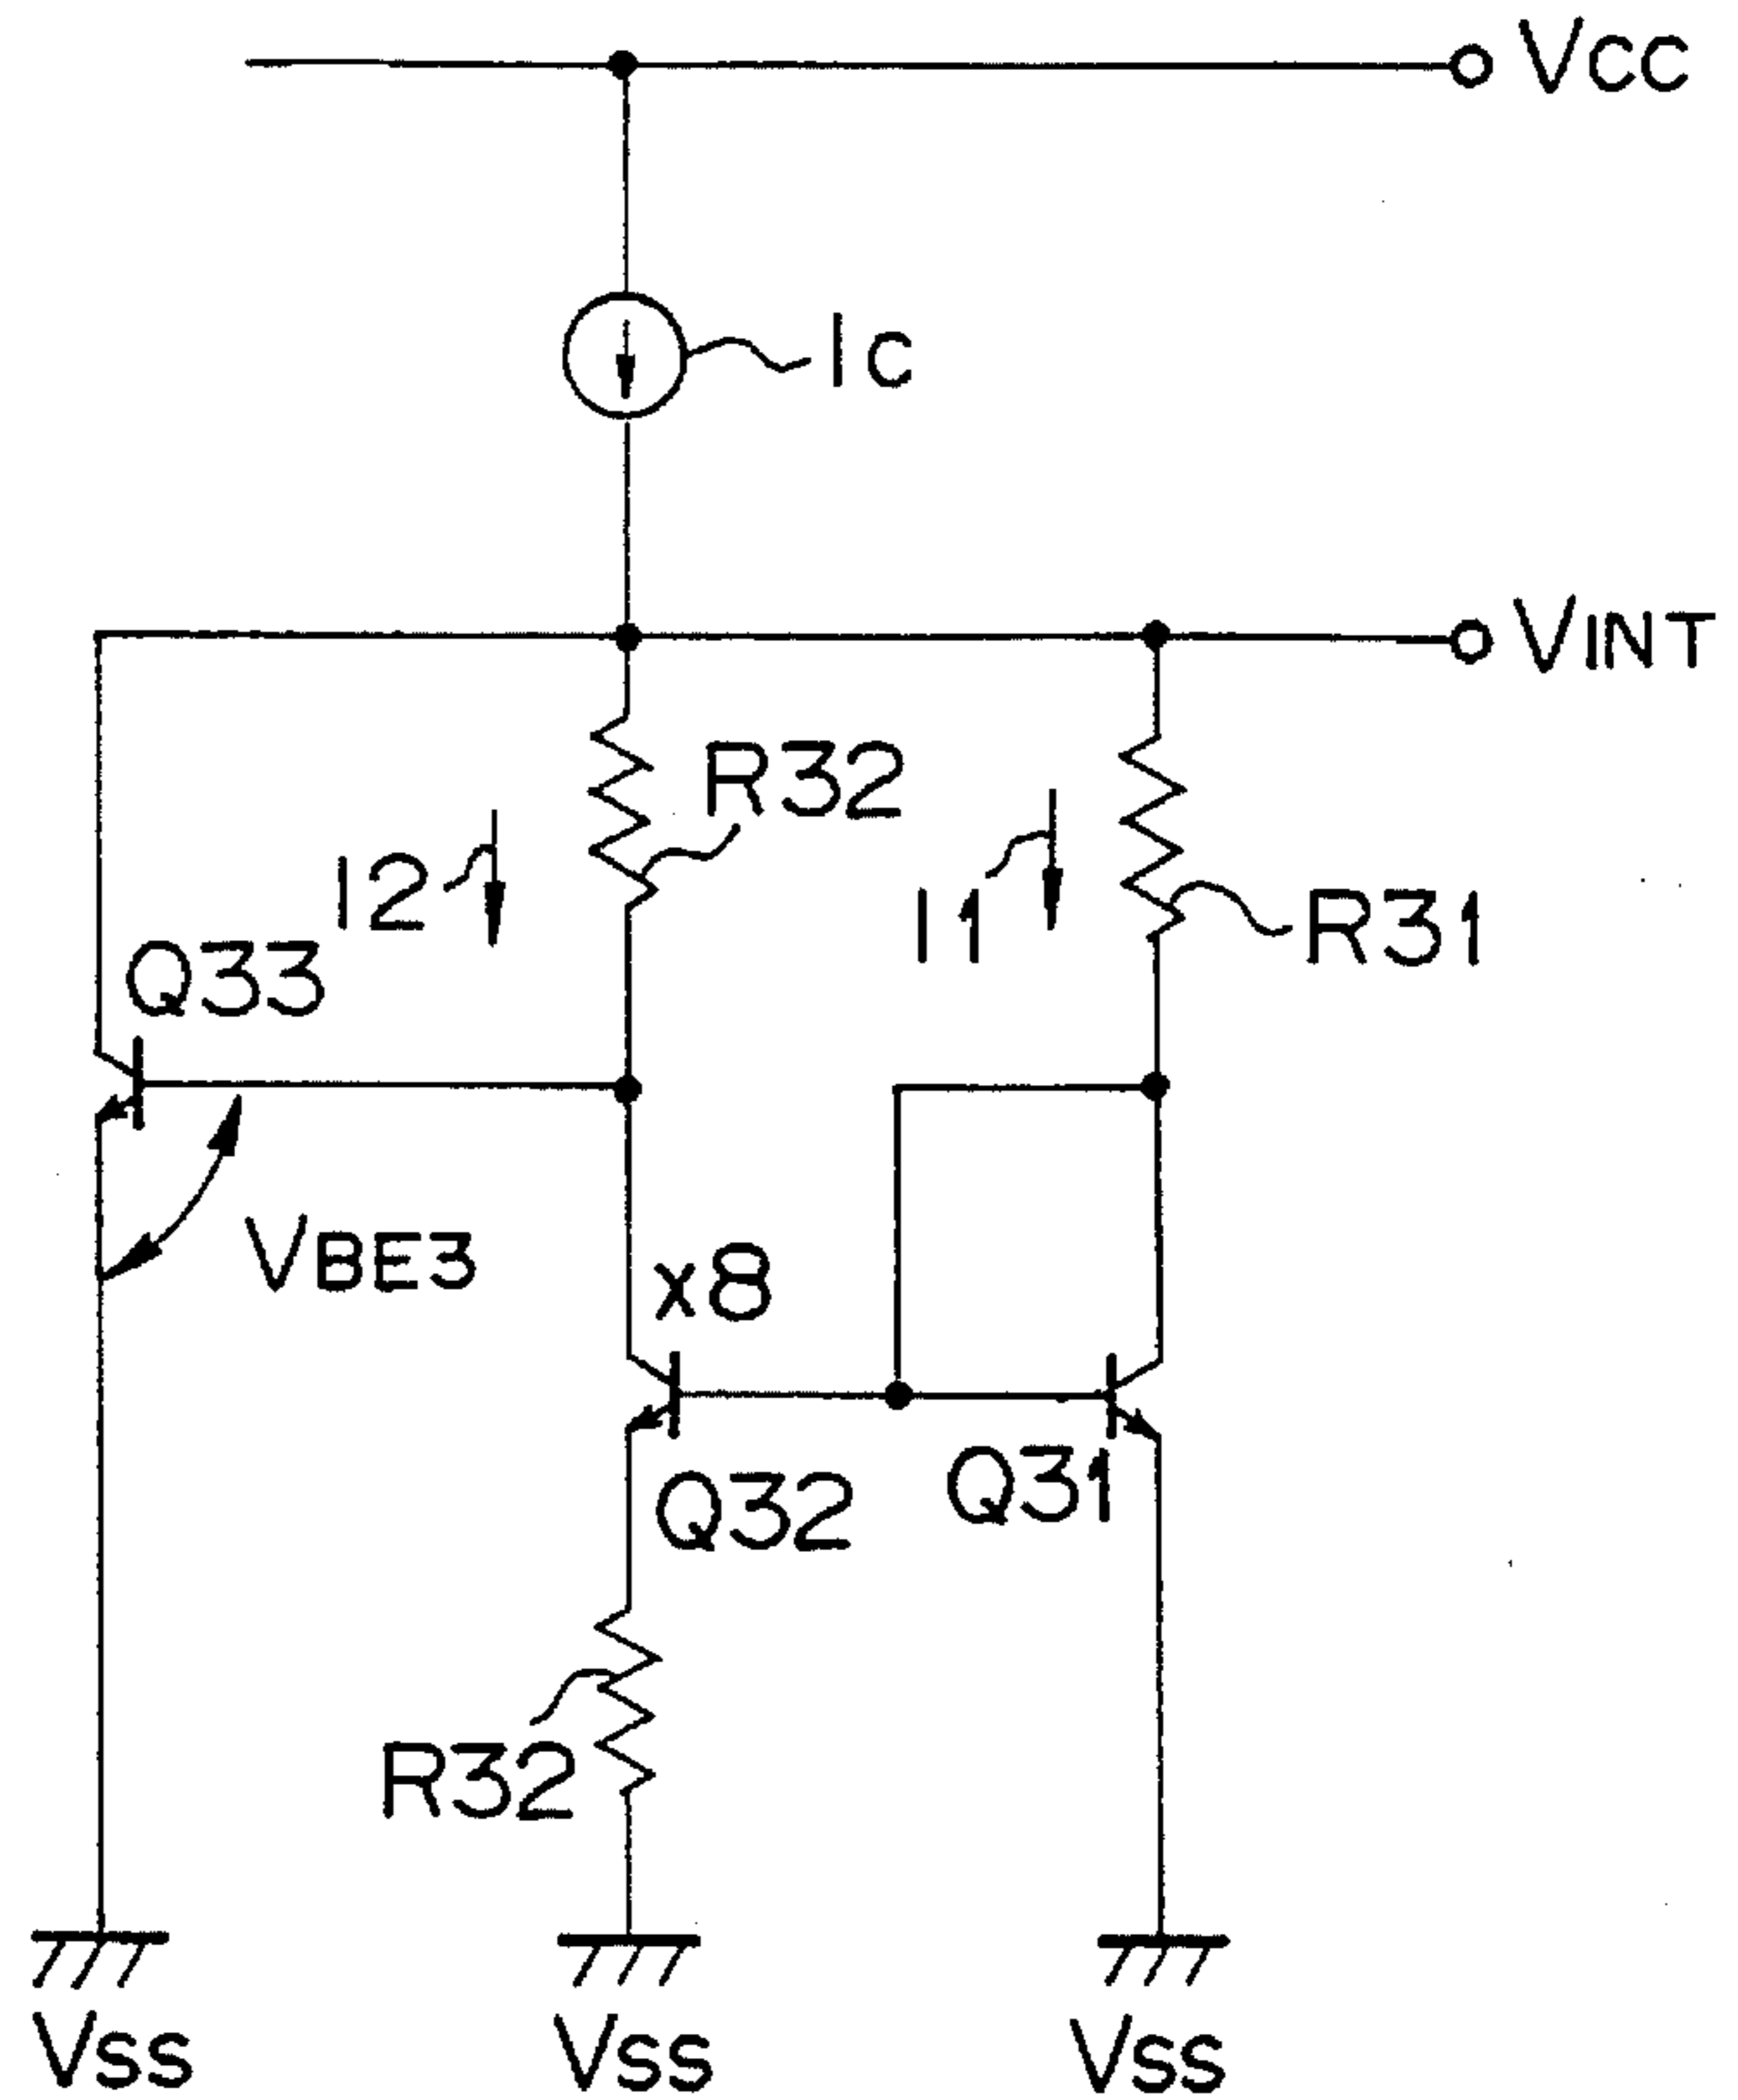 Vcc
Ic
VINT
R32
I2
I1
R31
Q33
VBE3
x8
Q32
Q31
R32
Vss
Vss
Vss